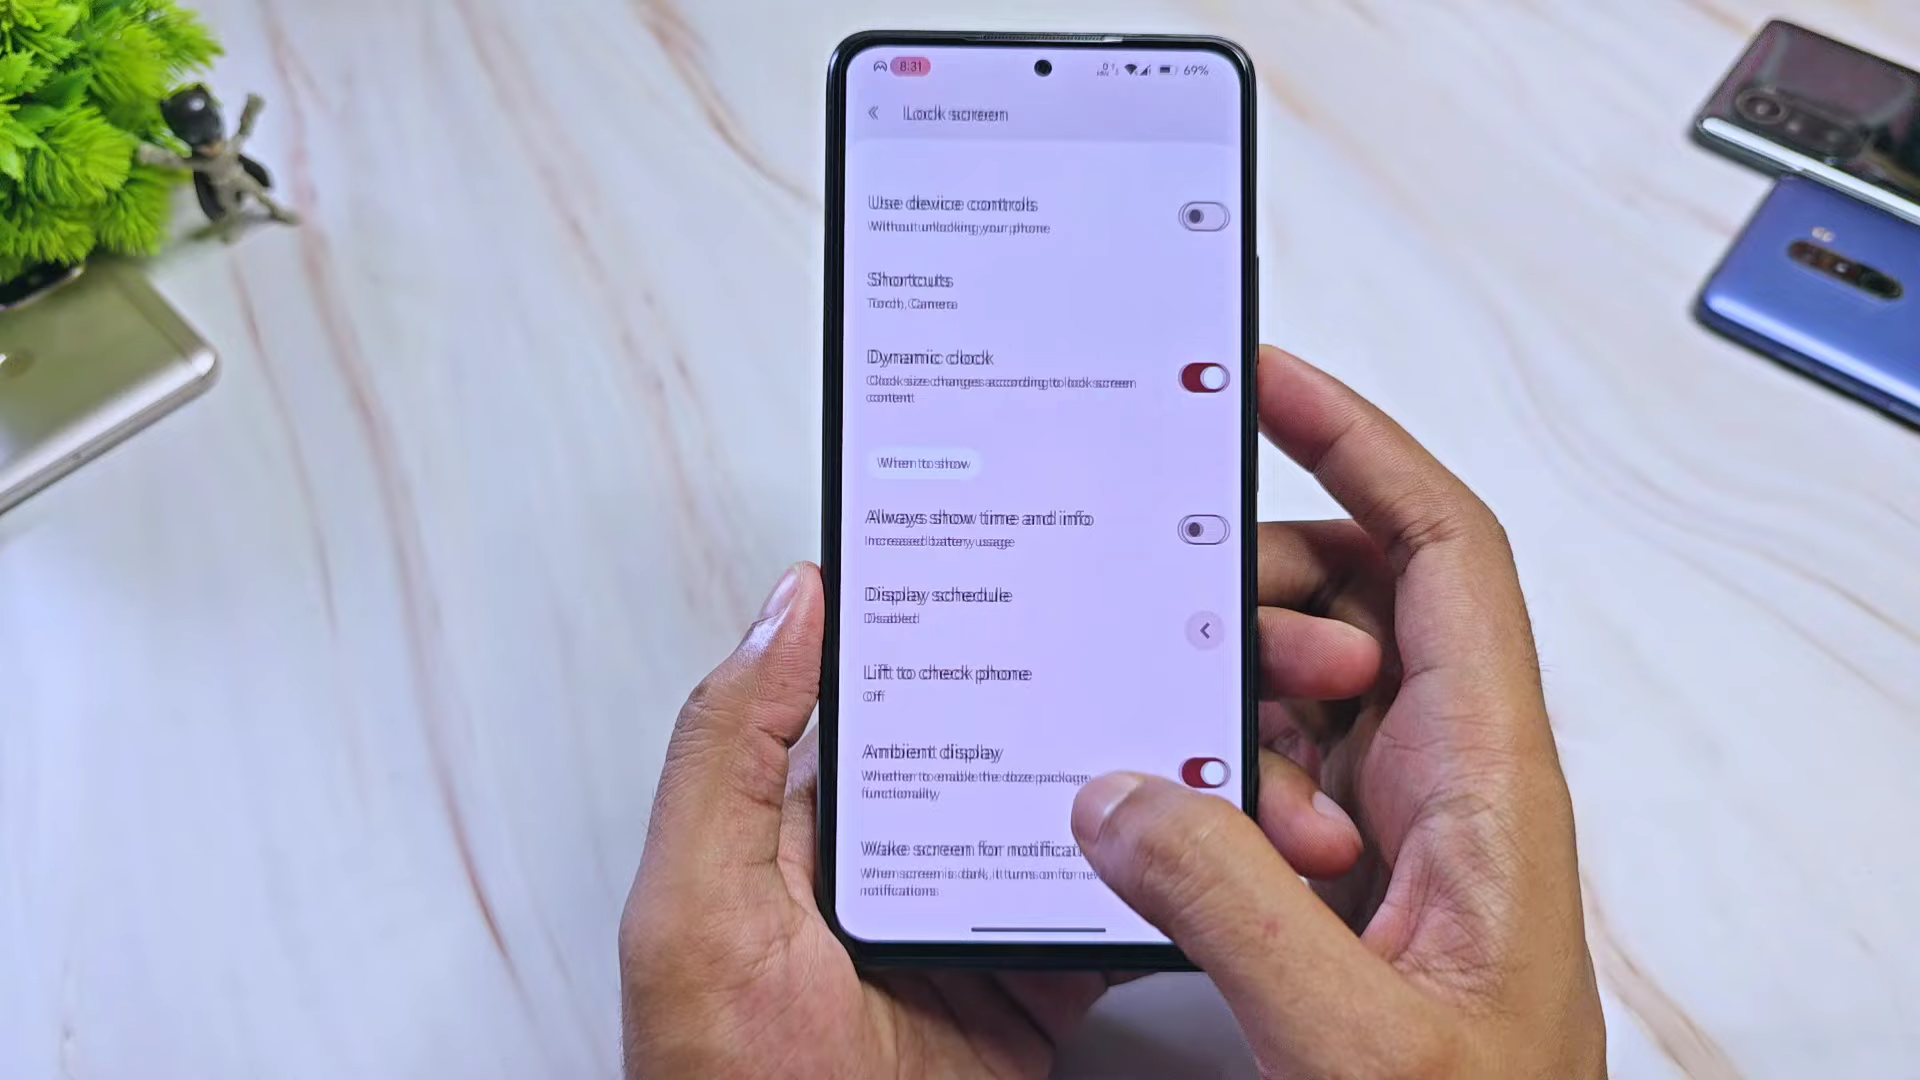 8:31
69%
Lock screen
Use device controls
Without unlocking your phone
Shortcuts
Torch, Camera
Dynamic clock
Clock size changes according to lock screen
content
When to show
Always show time and info
Increased battery usage
Display schedule
Disabled
Lift to check phone
Off
Ambient display
Whether to enable the doze package
functionality
Wake screen for
When screen is dark, it turns on for
notifications